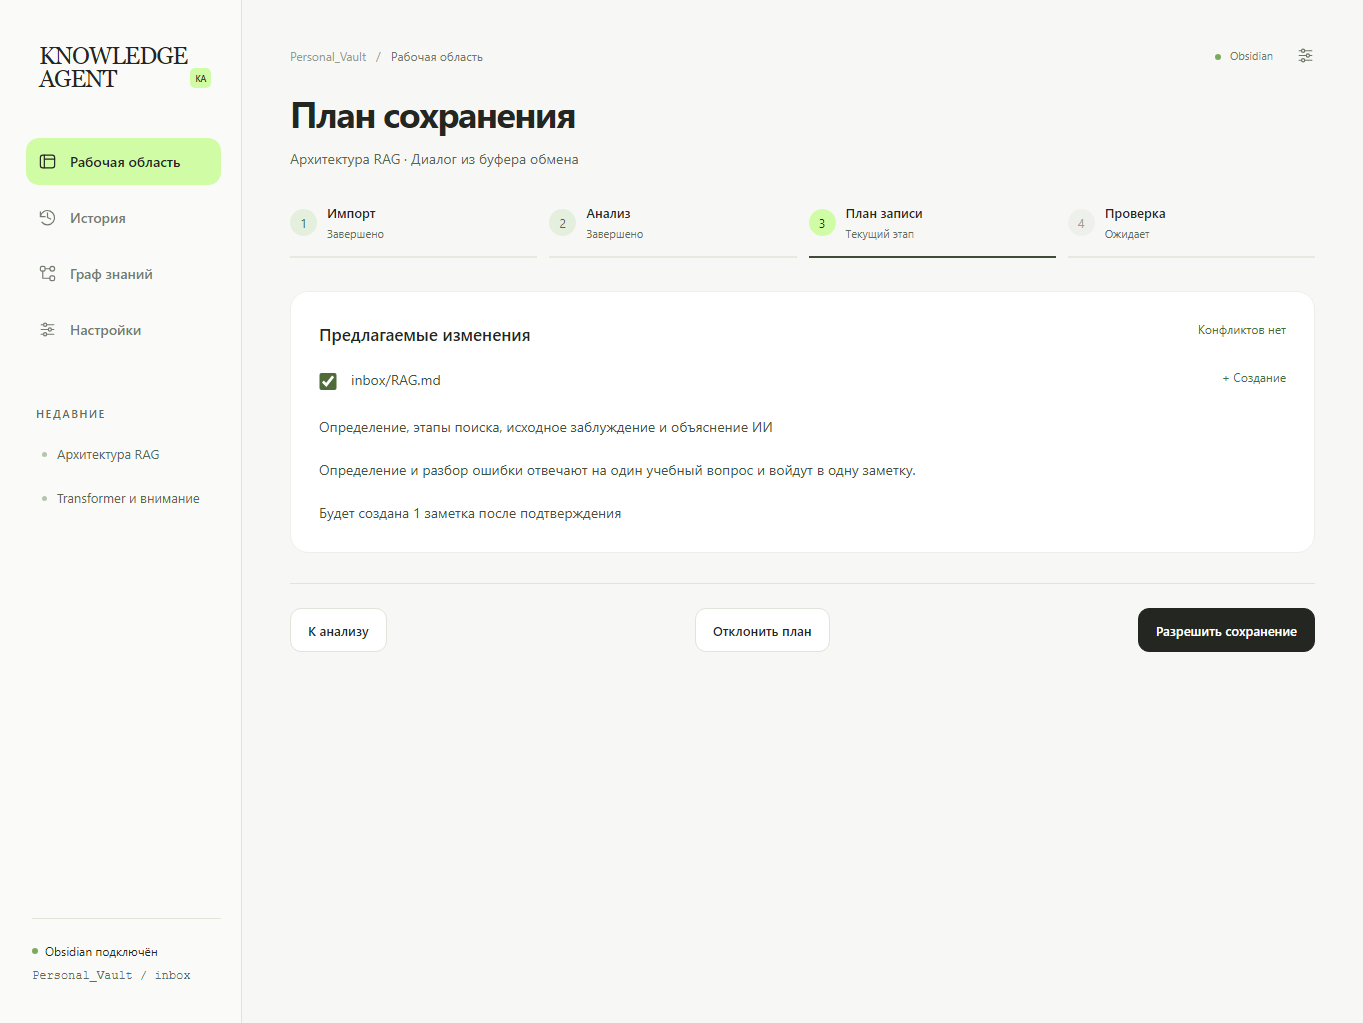 KNOWLEDGE
AGENT
KA
Рабочая область
История
Граф знаний
Настройки
НЕДАВНИЕ
Архитектура RAG
Transformer и внимание
Obsidian подключён
Personal_Vault / inbox
Personal_Vault / Рабочая область
Obsidian
План сохранения
Архитектура RAG · Диалог из буфера обмена
1
Импорт
Завершено
2
Анализ
Завершено
3
План записи
Текущий этап
4
Проверка
Ожидает
Предлагаемые изменения
Конфликтов нет
inbox/RAG.md
+ Создание
Определение, этапы поиска, исходное заблуждение и объяснение ИИ
Определение и разбор ошибки отвечают на один учебный вопрос и войдут в одну заметку.
Будет создана 1 заметка после подтверждения
К анализу
Отклонить план
Разрешить сохранение